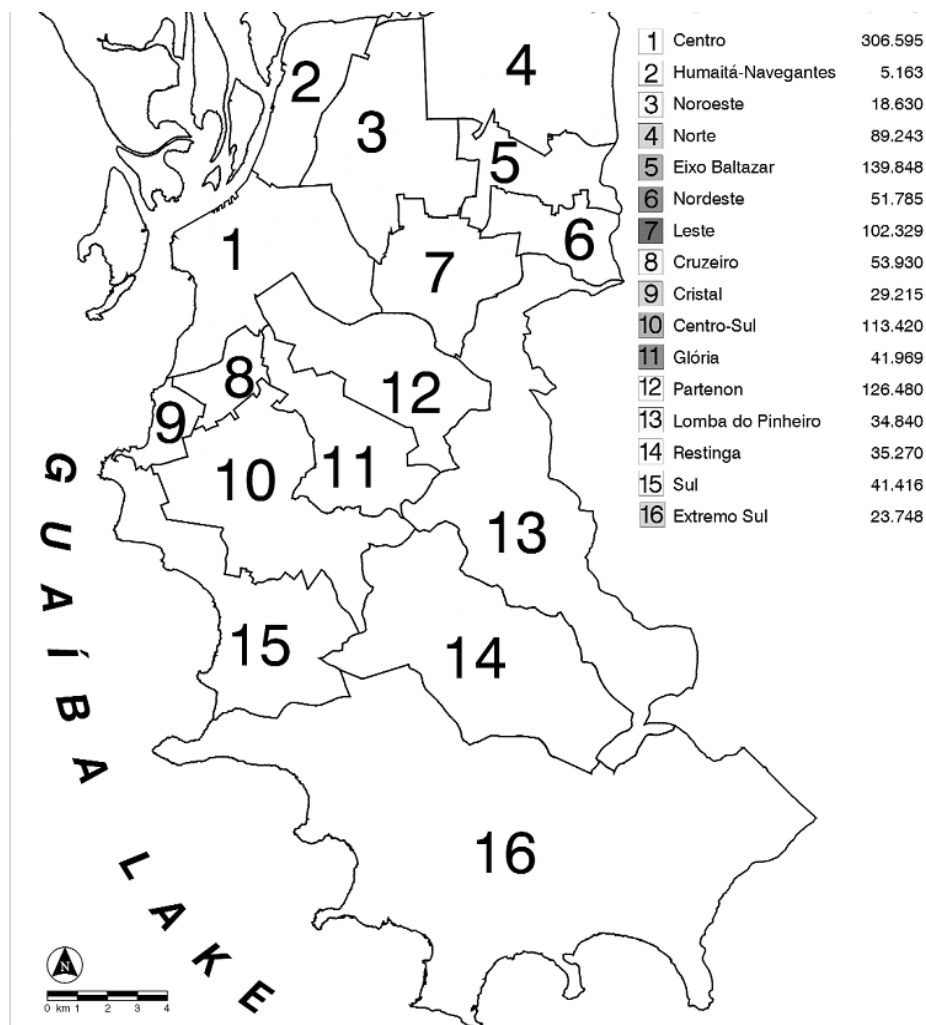 1 Centro 306.595
2 Humaitá-Navegantes 5.163
3 Noroeste 18.630
4 Norte 89.243
5 Eixo Baltazar 139.848
6 Nordeste 51.785
7 Leste 102.329
8 Cruzeiro 53.930
9 Cristal 29.215
10 Centro-Sul 113.420
11 Glória 41.969
12 Partenon 126.480
13 Lomba do Pinheiro 34.840
14 Restinga 35.270
15 Sul 41.416
16 Extremo Sul 23.748
2
4
3
5
1
6
7
8
12
9
11
10
13
15
14
16
GUAÍBA LAKE
N
0 km 1 2 3 4